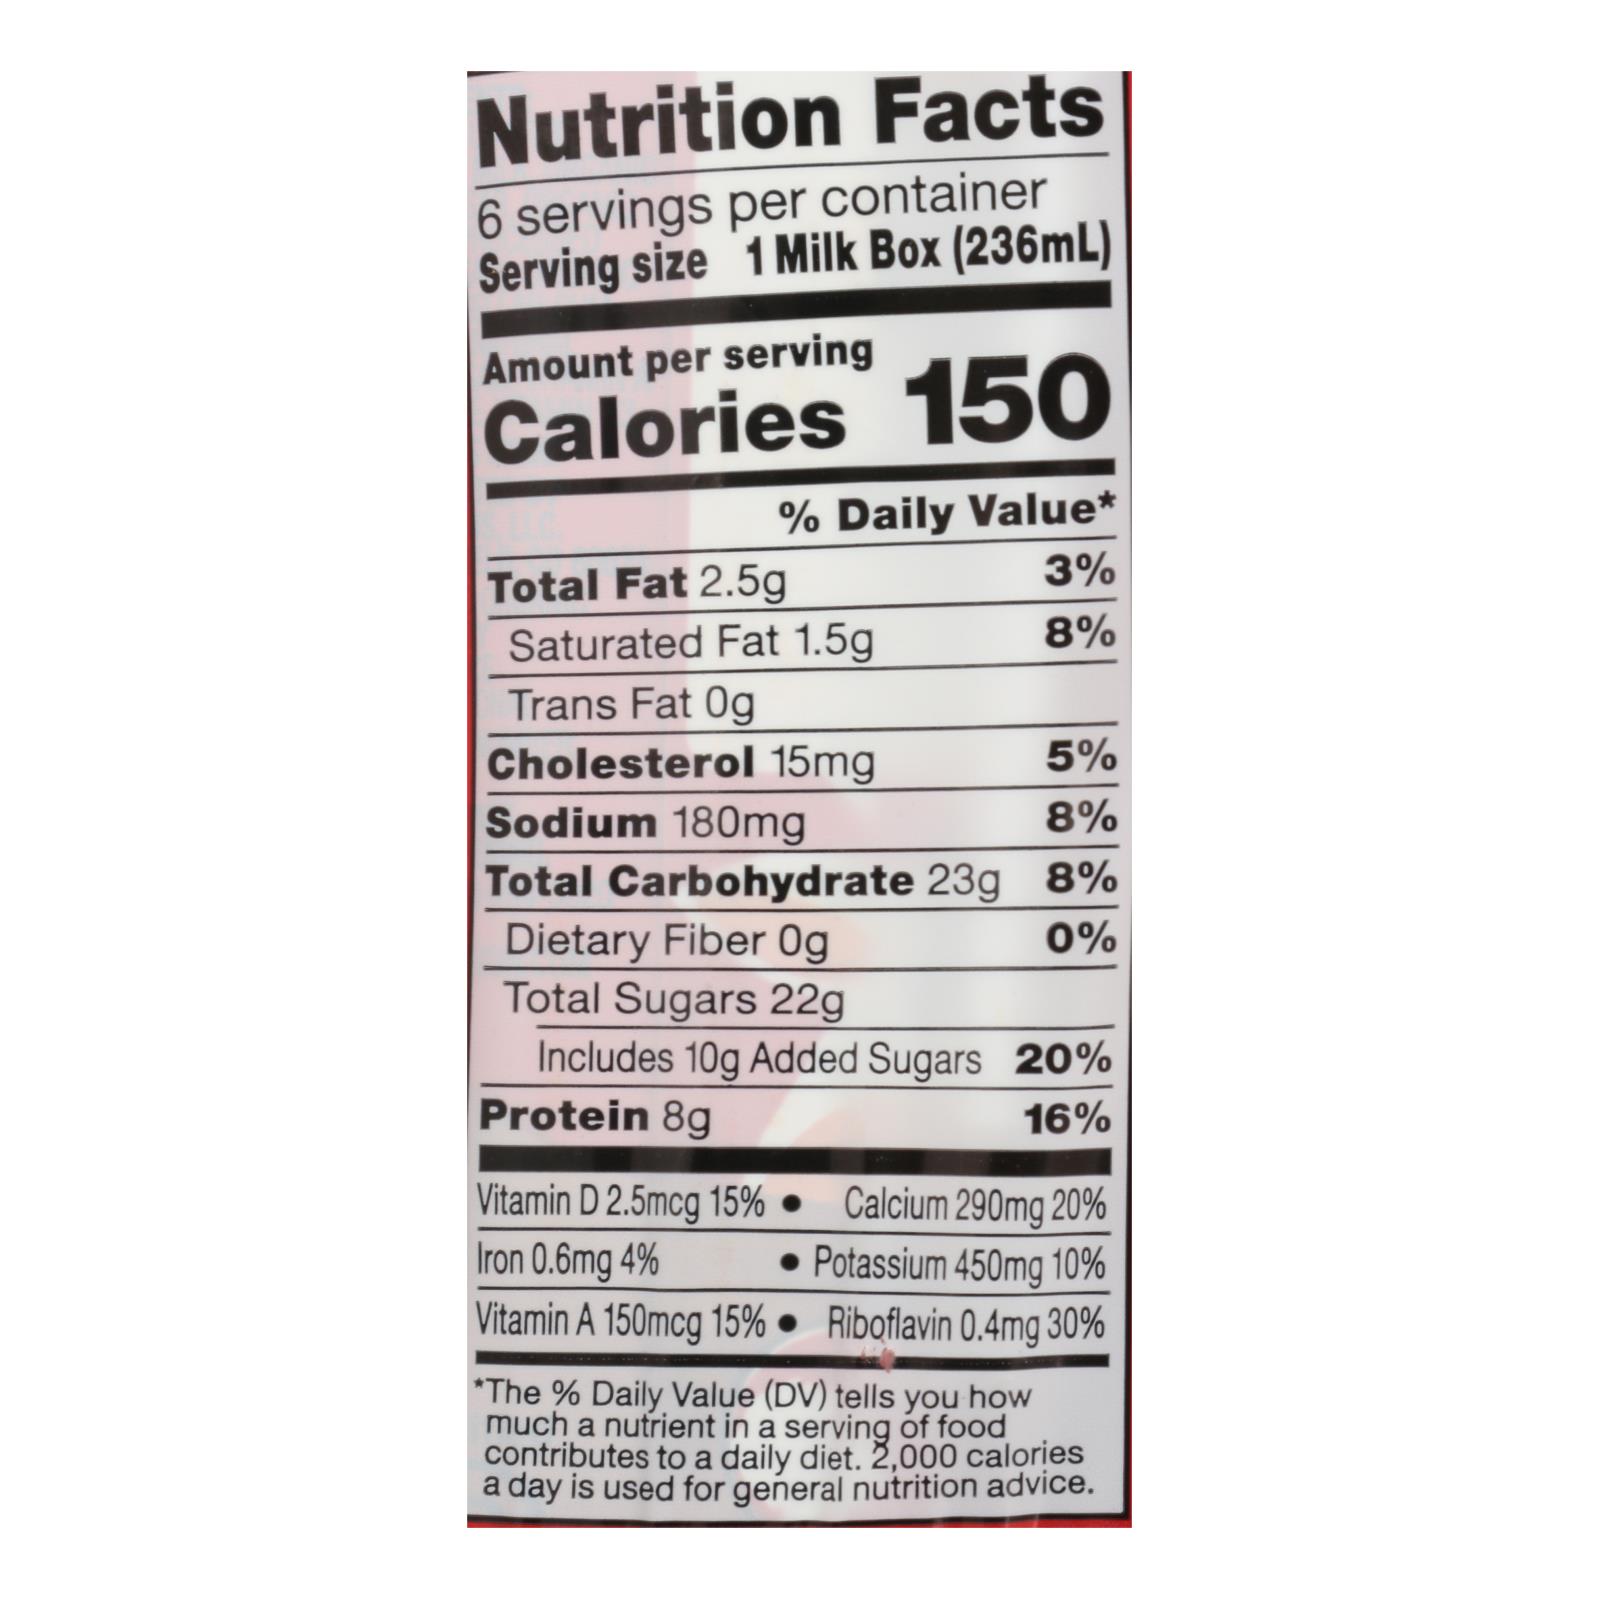 Nutrition Facts
6 servings per container
Serving size 1 Milk Box (236mL)
Amount per serving
Calories 150
% Daily Value*
Total Fat 2.5g 3%
Saturated Fat 1.5g 8%
Trans Fat 0g
Cholesterol 15mg 5%
Sodium 180mg 8%
Total Carbohydrate 23g 8%
Dietary Fiber 0g 0%
Total Sugars 22g
Includes 10g Added Sugars 20%
Protein 8g 16%
Vitamin D 2.5mcg 15% • Calcium 290mg 20%
Iron 0.6mg 4% • Potassium 450mg 10%
Vitamin A 150mcg 15% • Riboflavin 0.4mg 30%
*The % Daily Value (DV) tells you how
much a nutrient in a serving of food
contributes to a daily diet. 2,000 calories
a day is used for general nutrition advice.